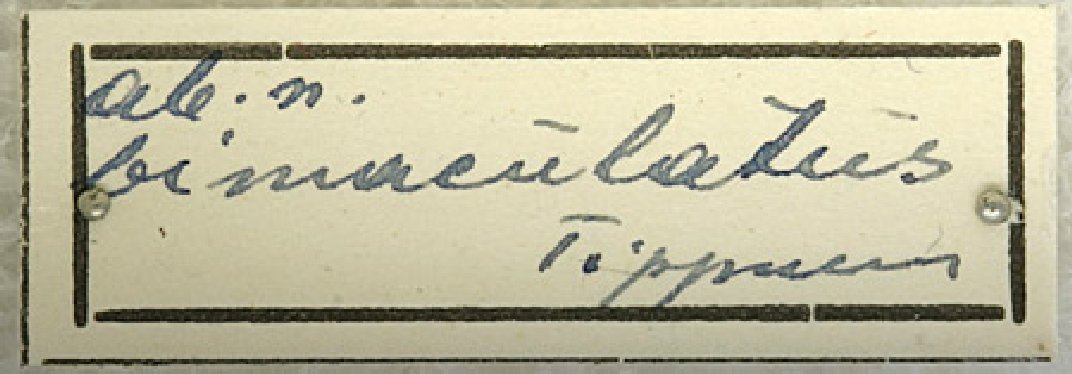 ab. n.
bimaculatus
Tippmann